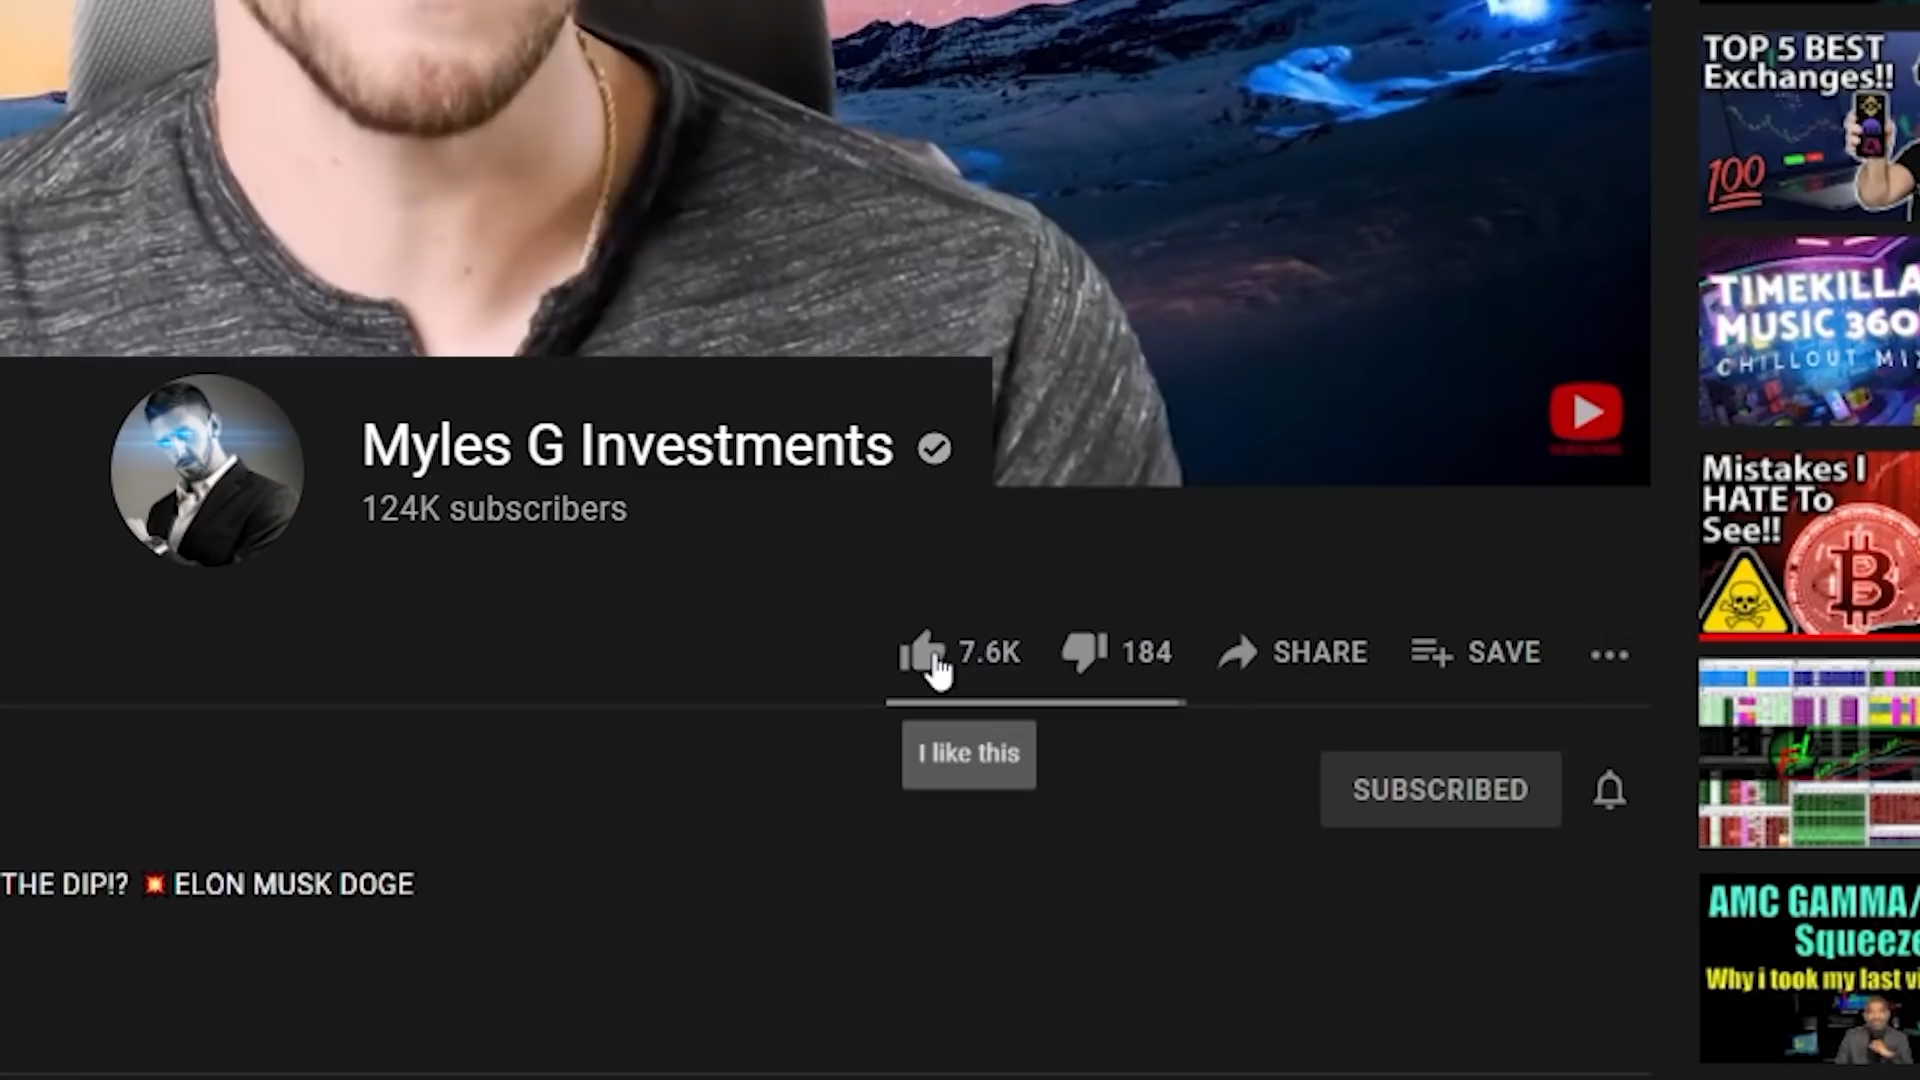 Myles G Investments
124K subscribers
7.6K
184
SHARE
SAVE
I like this
SUBSCRIBED
THE DIP!? 💥 ELON MUSK DOGE
TOP 5 BEST
Exchanges!!
100
TIMEKILLA
MUSIC 360
CHILLOUT MIX
Mistakes I
HATE To
See!!
AMC GAMMA/
Squeeze
Why i took my last vi